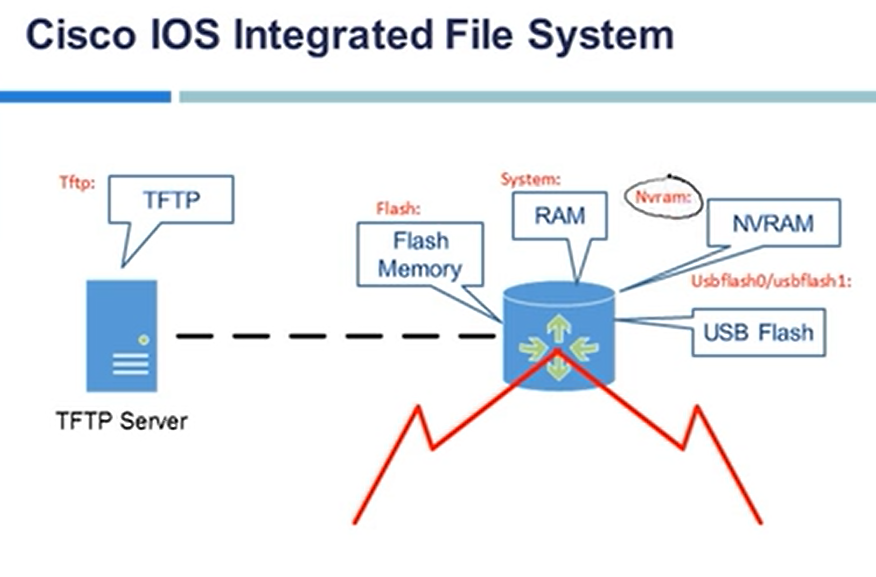 Cisco IOS Integrated File System
Tftp:
TFTP
System:
RAM
Nvram:
NVRAM
Flash:
Flash
Memory
Usbflash0/usbflash1:
USB Flash
TFTP Server